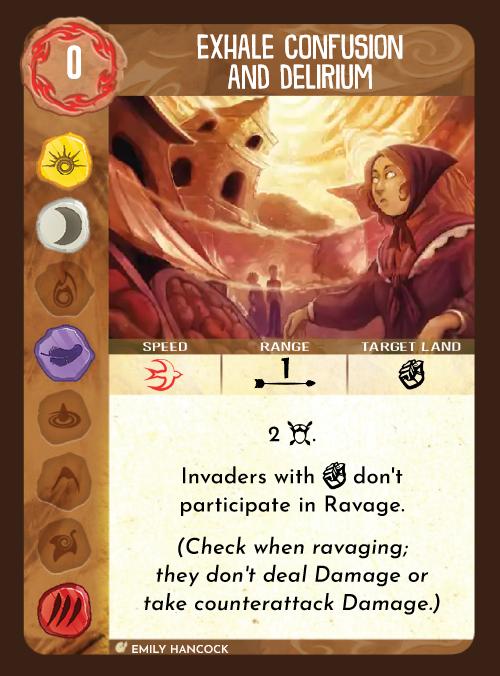 0
EXHALE CONFUSION
AND DELIRIUM
SPEED RANGE TARGET LAND
1
2 .
Invaders with don't
participate in Ravage.
(Check when ravaging;
they don't deal Damage or
take counterattack Damage.)
EMILY HANCOCK